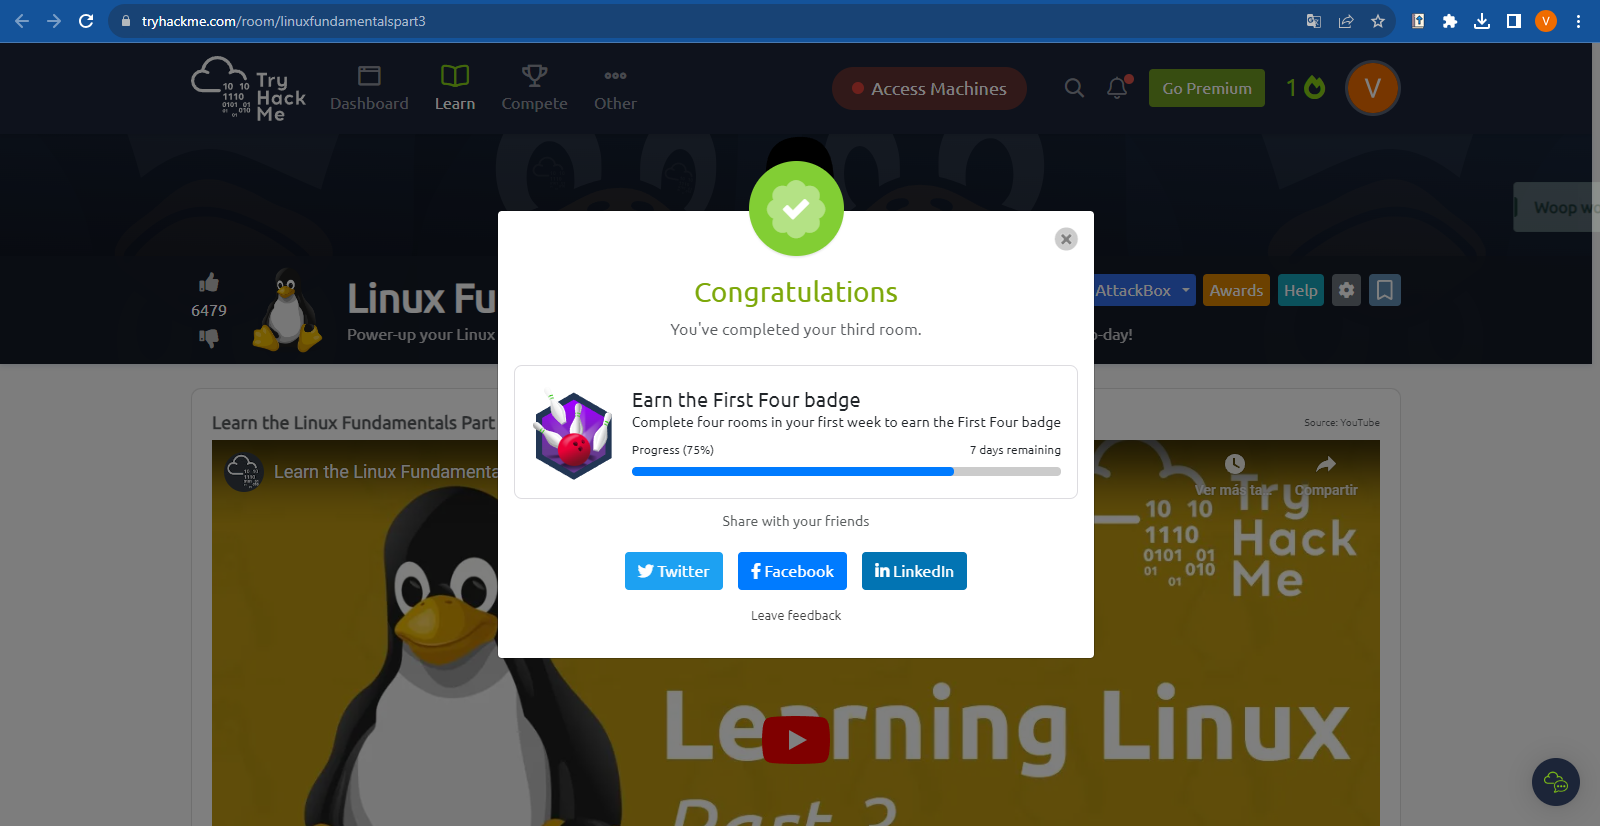 tryhackme.com/room/linuxfundamentalspart3
V
10 10
1110
0101 01
01 010
01
Try
Hack
Me
Dashboard
Learn
Compete
Other
Access Machines
Go Premium
1
V
Woop wo
6479
Linux Fu
Power-up your Linux
AttackBox
Awards
Help
o-day!
Congratulations
You've completed your third room.
Earn the First Four badge
Complete four rooms in your first week to earn the First Four badge
Progress (75%)
7 days remaining
Share with your friends
Twitter
Facebook
LinkedIn
Leave feedback
Learn the Linux Fundamentals Part
Source: YouTube
Learn the Linux Fundamenta
Ver más ta...
Compartir
10 10
1110
0101 01
01 010
01
Try
Hack
Me
Learning Linux
Part 3